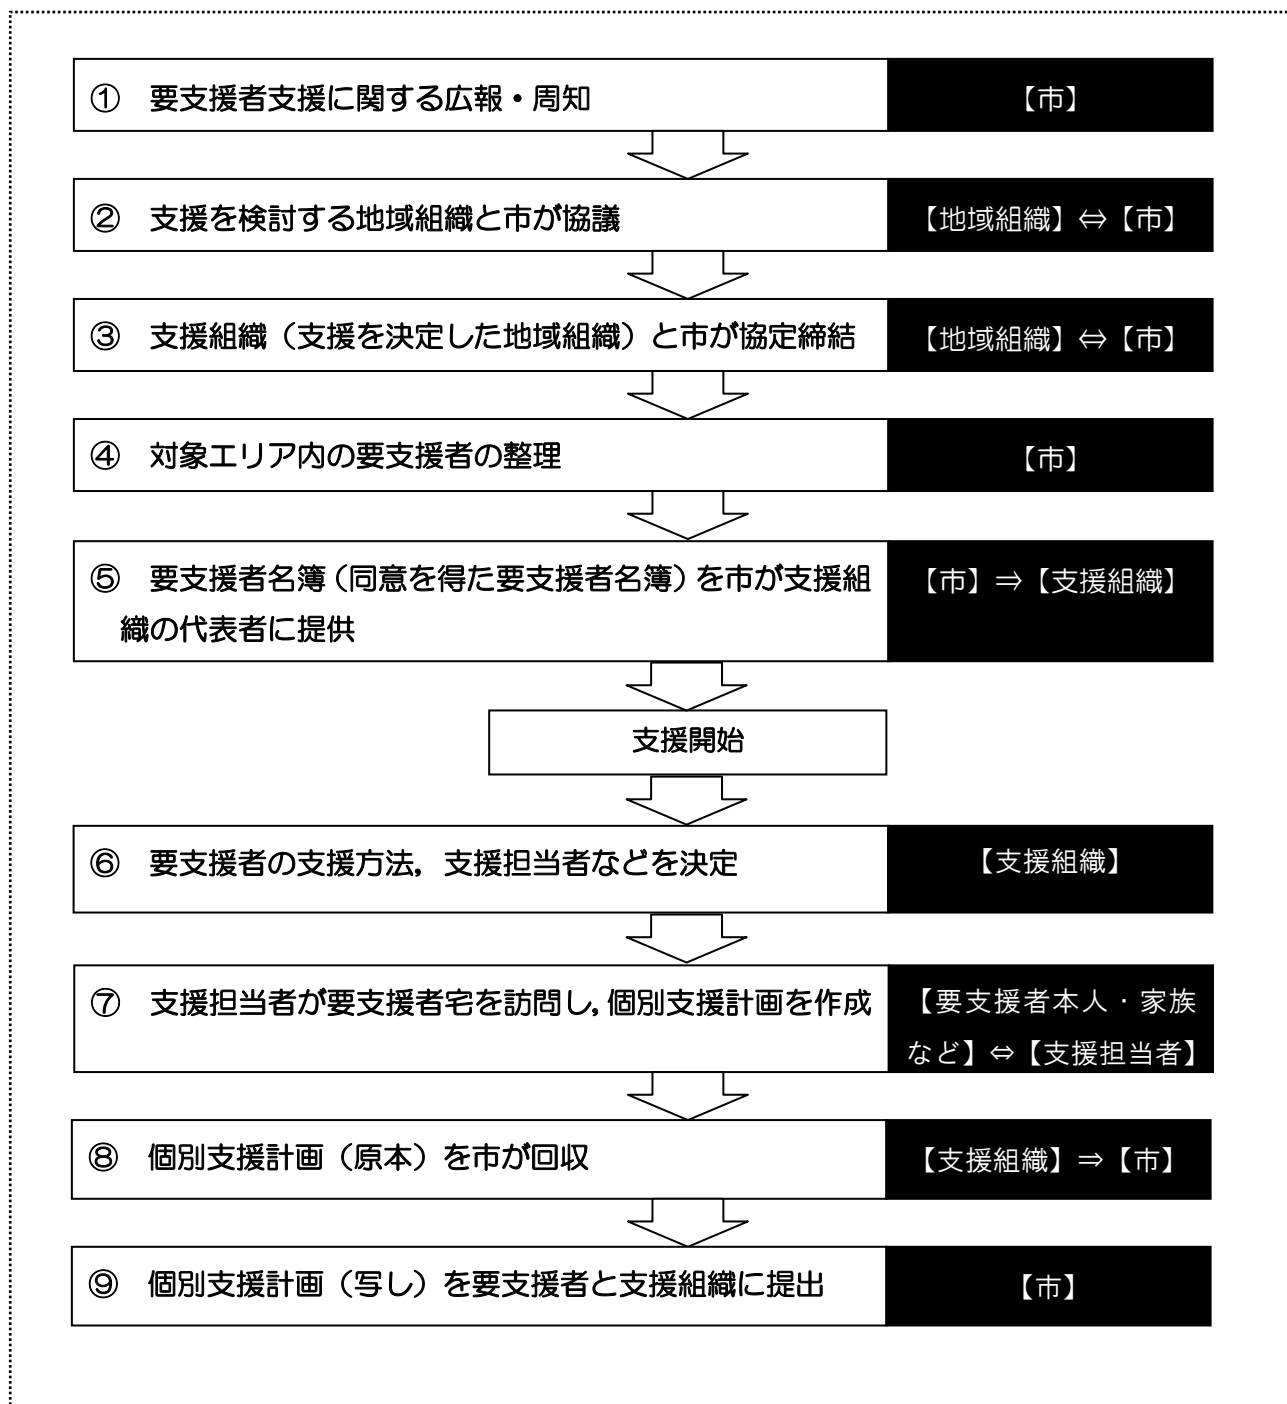 ① 要支援者支援に関する広報・周知 【市】
② 支援を検討する地域組織と市が協議 【地域組織】⇔【市】
③ 支援組織(支援を決定した地域組織)と市が協定締結 【地域組織】⇔【市】
④ 対象エリア内の要支援者の整理 【市】
⑤ 要支援者名簿(同意を得た要支援者名簿)を市が支援組 【市】⇒【支援組織】
織の代表者に提供
支援開始
⑥ 要支援者の支援方法,支援担当者などを決定 【支援組織】
⑦ 支援担当者が要支援者宅を訪問し,個別支援計画を作成 【要支援者本人・家族
など】⇔【支援担当者】
⑧ 個別支援計画(原本)を市が回収 【支援組織】⇒【市】
⑨ 個別支援計画(写し)を要支援者と支援組織に提出 【市】